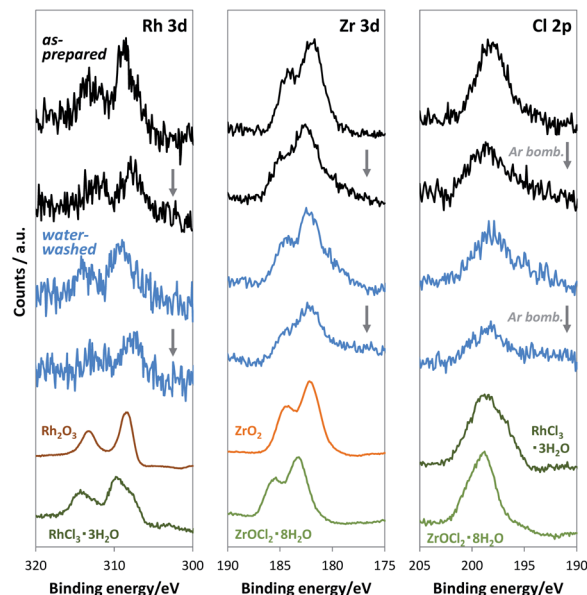 Rh 3d
Zr 3d
Cl 2p
as-
prepared
Ar bomb.
water-
washed
Ar bomb.
Counts / a.u.
Rh₂O₃
ZrO₂
RhCl₃
・3H₂O
RhCl₃・3H₂O
ZrOCl₂・8H₂O
ZrOCl₂・8H₂O
320 310 300
190 185 180 175
205 200 195 190
Binding energy/eV
Binding energy/eV
Binding energy/eV